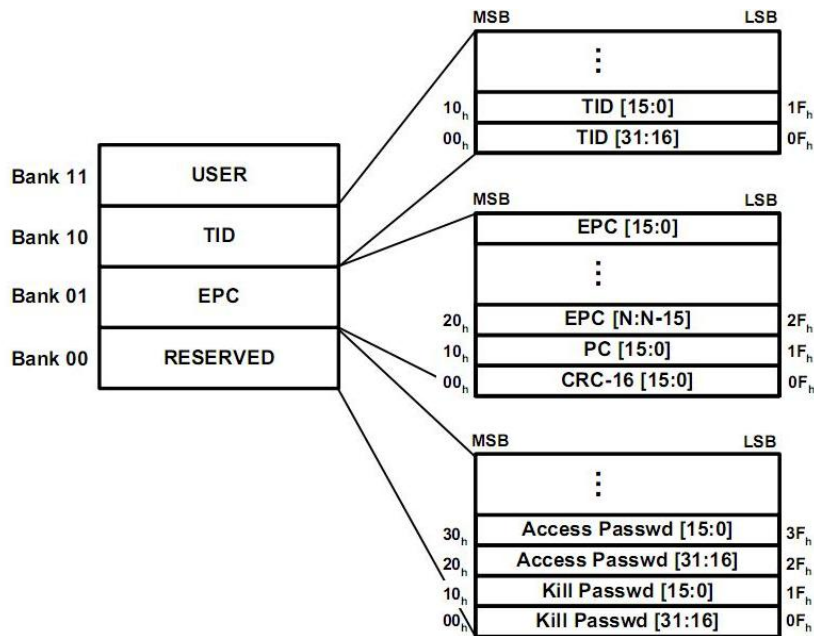 MSB LSB
⋮
10h TID [15:0] 1Fh
00h TID [31:16] 0Fh
Bank 11 USER
Bank 10 TID
Bank 01 EPC
Bank 00 RESERVED
MSB LSB
EPC [15:0]
⋮
20h EPC [N:N-15] 2Fh
10h PC [15:0] 1Fh
00h CRC-16 [15:0] 0Fh
MSB LSB
⋮
30h Access Passwd [15:0] 3Fh
20h Access Passwd [31:16] 2Fh
10h Kill Passwd [15:0] 1Fh
00h Kill Passwd [31:16] 0Fh